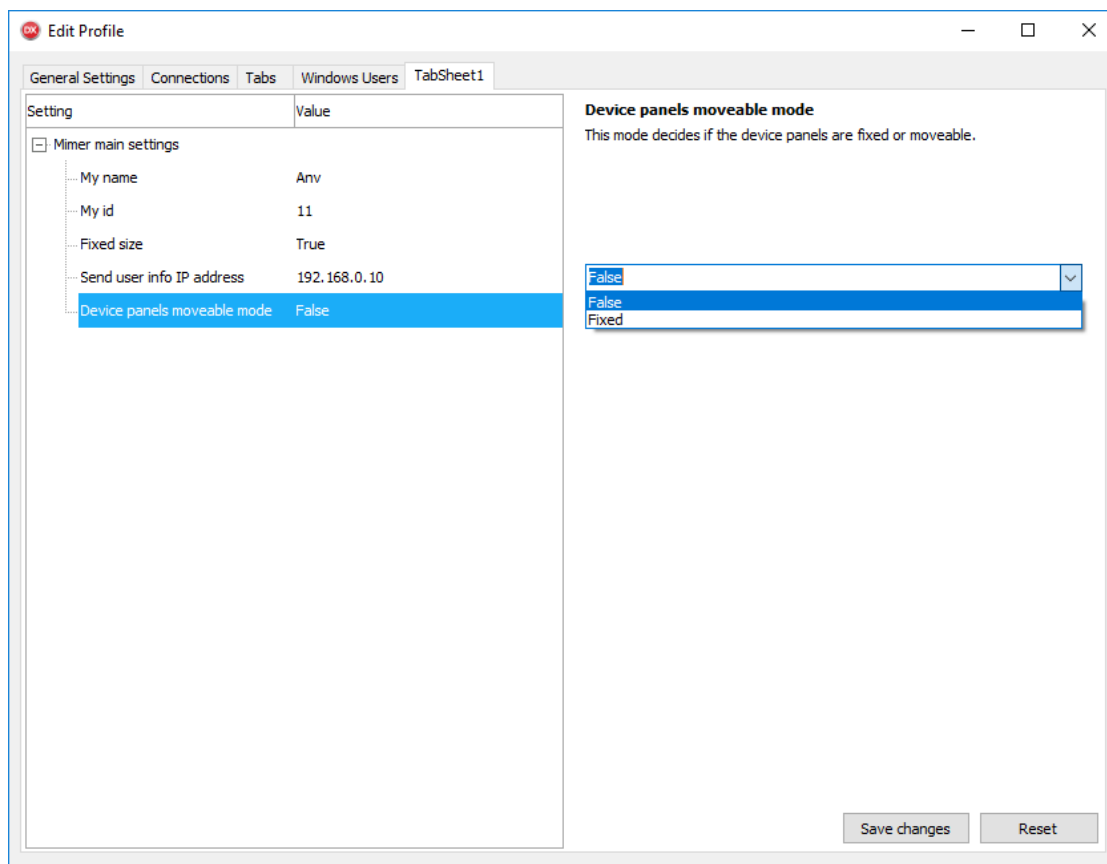 DX Edit Profile
General Settings Connections Tabs Windows Users TabSheet1
Setting Value
Mimer main settings
My name Anv
My id 11
Fixed size True
Send user info IP address 192.168.0.10
Device panels moveable mode False
Device panels moveable mode
This mode decides if the device panels are fixed or moveable.
False
False
Fixed
Save changes Reset